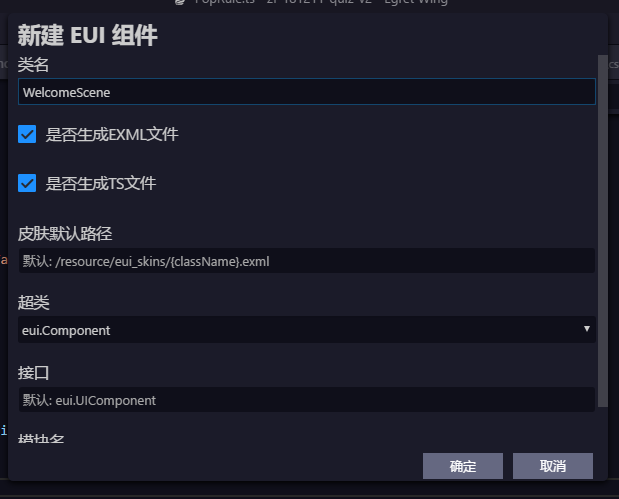 PopRule.ts - zf-181211-quiz-v2 - Egret Wing
新建 EUI 组件
类名
WelcomeScene
是否生成EXML文件
是否生成TS文件
皮肤默认路径
默认: /resource/eui_skins/{className}.exml
超类
eui.Component
接口
默认: eui.UIComponent
模块名
确定
取消